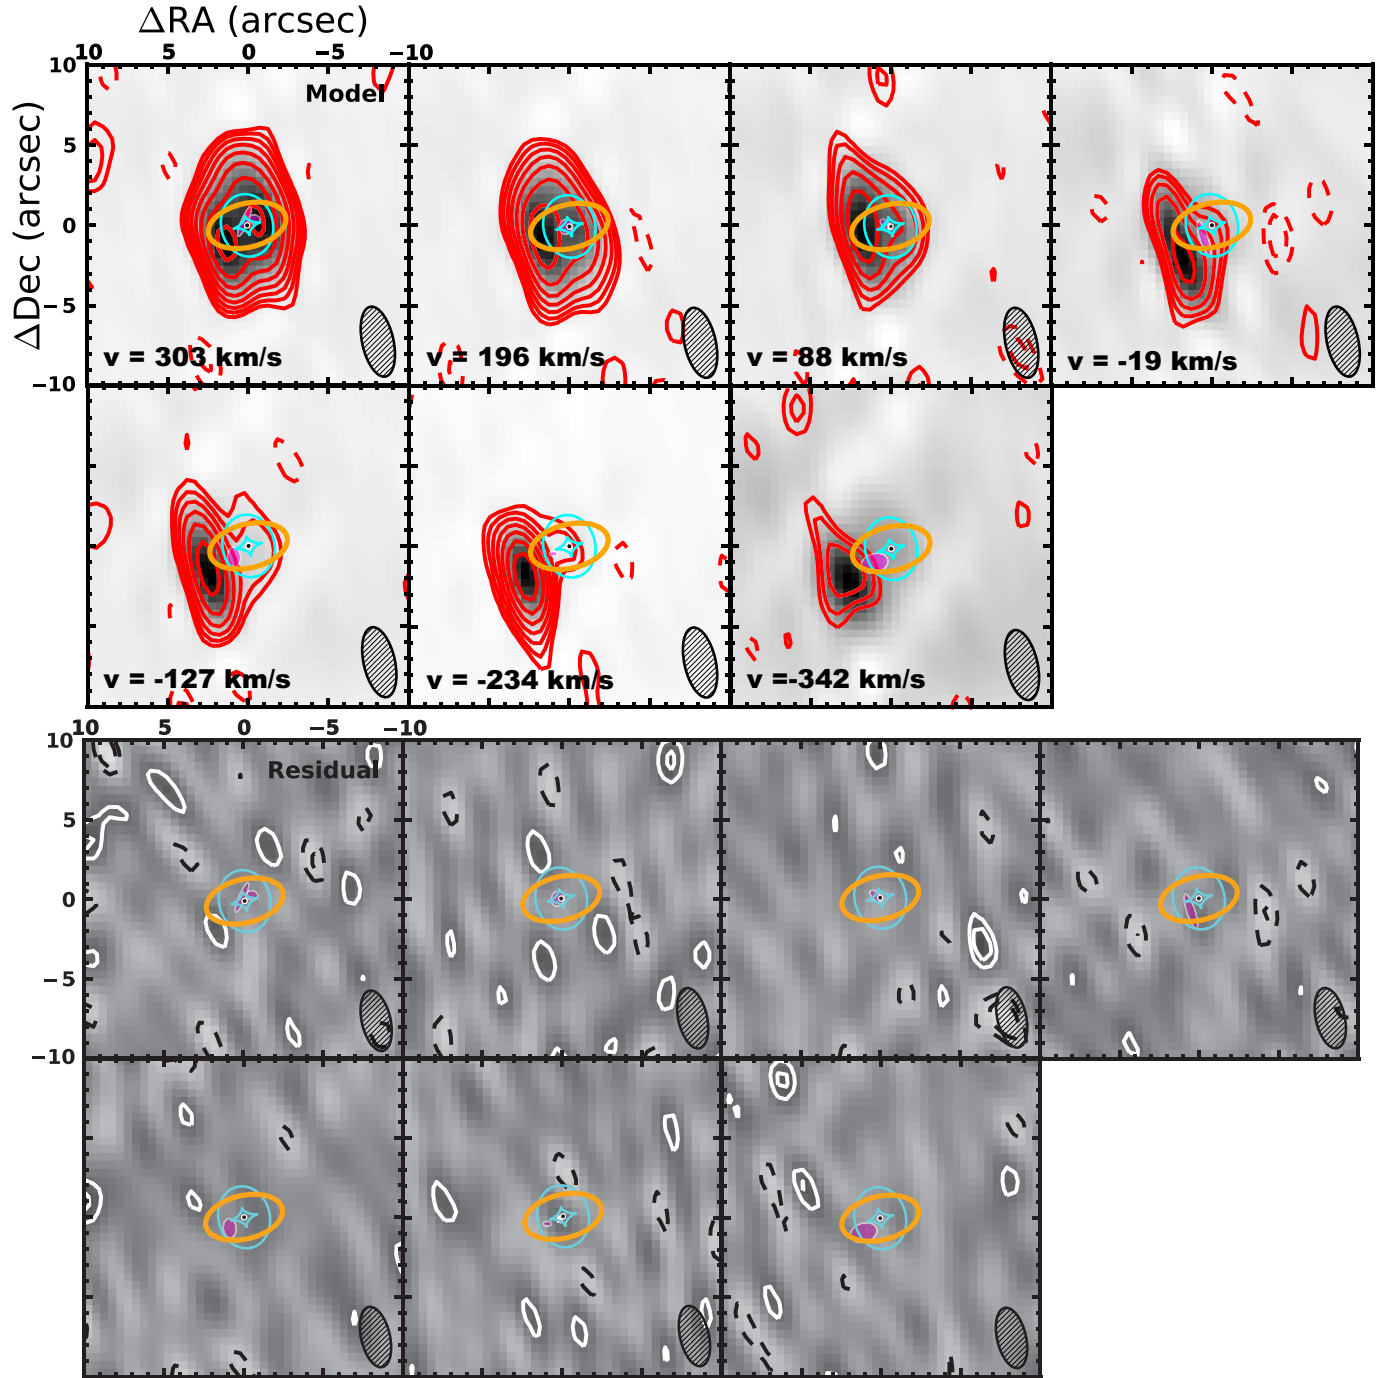 ΔRA (arcsec)
10 5 0 −5 −10
ΔDec (arcsec)
10
5
0
−5
−10
Model
v = 303 km/s
v = 196 km/s
v = 88 km/s
v = -19 km/s
v = -127 km/s
v = -234 km/s
v =-342 km/s
10 5 0 −5 −10
10
5
0
−5
−10
Residual